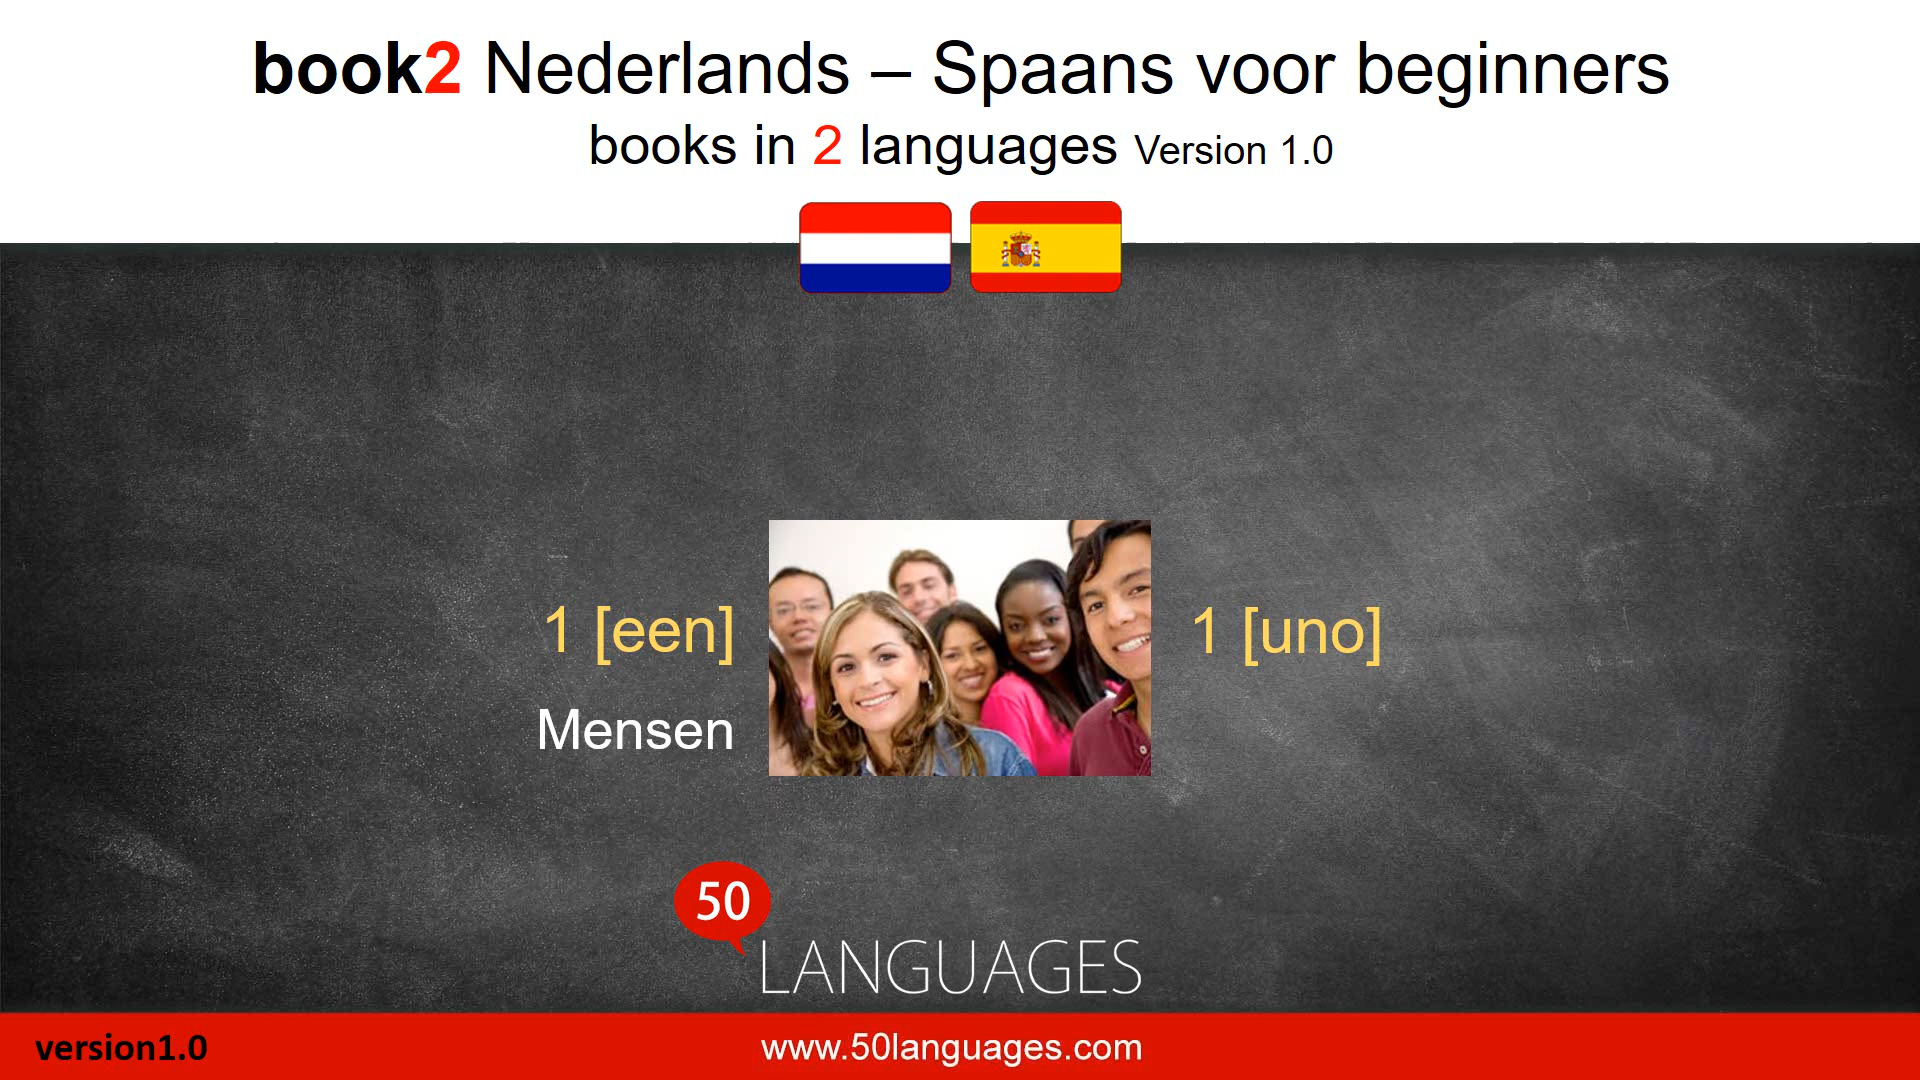 book2 Nederlands – Spaans voor beginners
books in 2 languages Version 1.0
1 [een]
Mensen
1 [uno]
50
LANGUAGES
version1.0
www.50languages.com